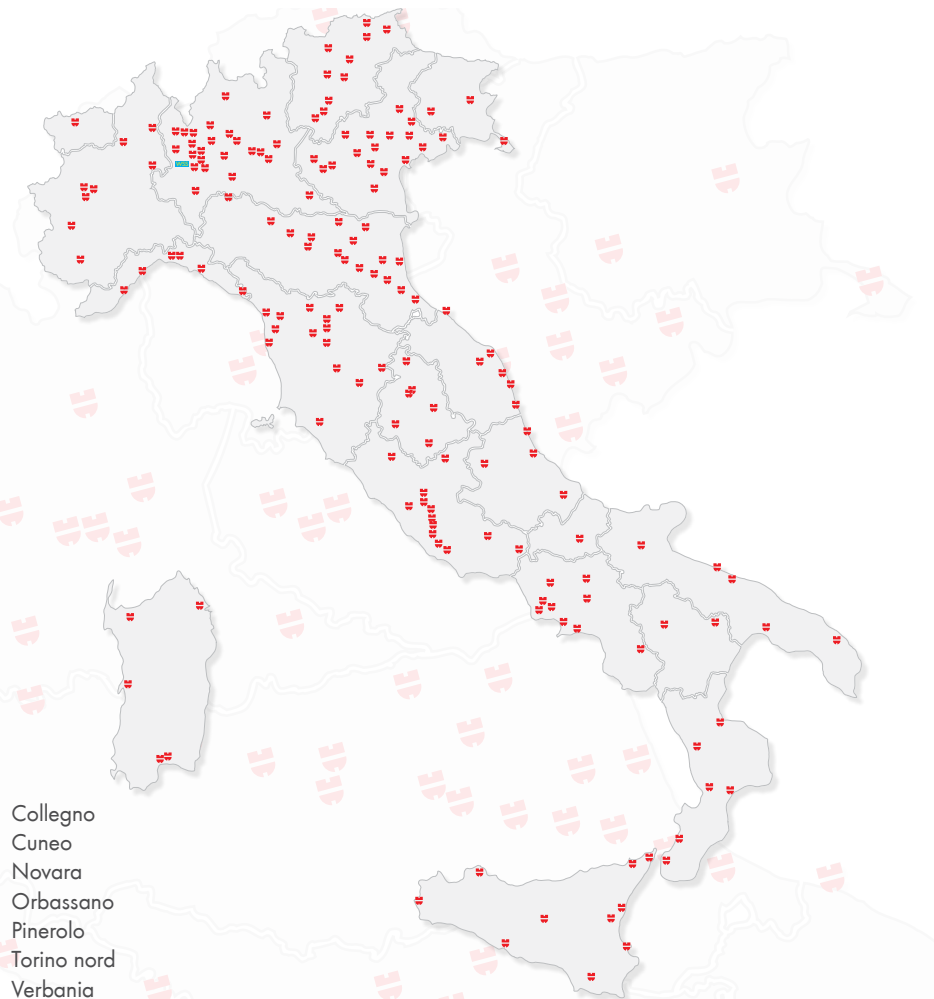 Collegno
Cuneo
Novara
Orbassano
Pinerolo
Torino nord
Verbania